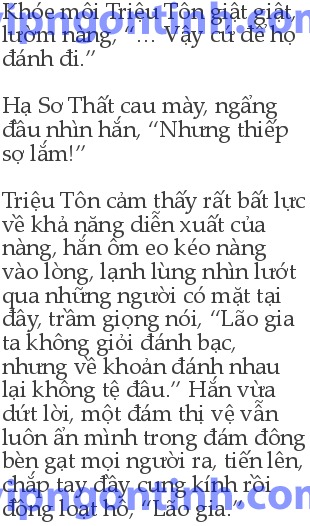 Khóe môi Triệu Tôn giật giật,
lườm nàng, “... Vậy cứ để họ
đánh đi.”
Hạ Sơ Thất cau mày, ngẩng
đầu nhìn hắn, “Nhưng thiếp
sợ lắm!”
Triệu Tôn cảm thấy rất bất lực
về khả năng diễn xuất của
nàng, hắn ôm eo kéo nàng
vào lòng, lạnh lùng nhìn lướt
qua những người có mặt tại
đây, trầm giọng nói, “Lão gia
ta không giỏi đánh bạc,
nhưng về khoản đánh nhau
lại không tệ đâu.” Hắn vừa
dứt lời, một đám thị vệ vẫn
luôn ẩn mình trong đám đông
bèn gạt mọi người ra, tiến lên,
chắp tay đầy cung kính rồi
đồng loạt hô, “Lão gia.”
vipngontinh.com
vipngontinh.com